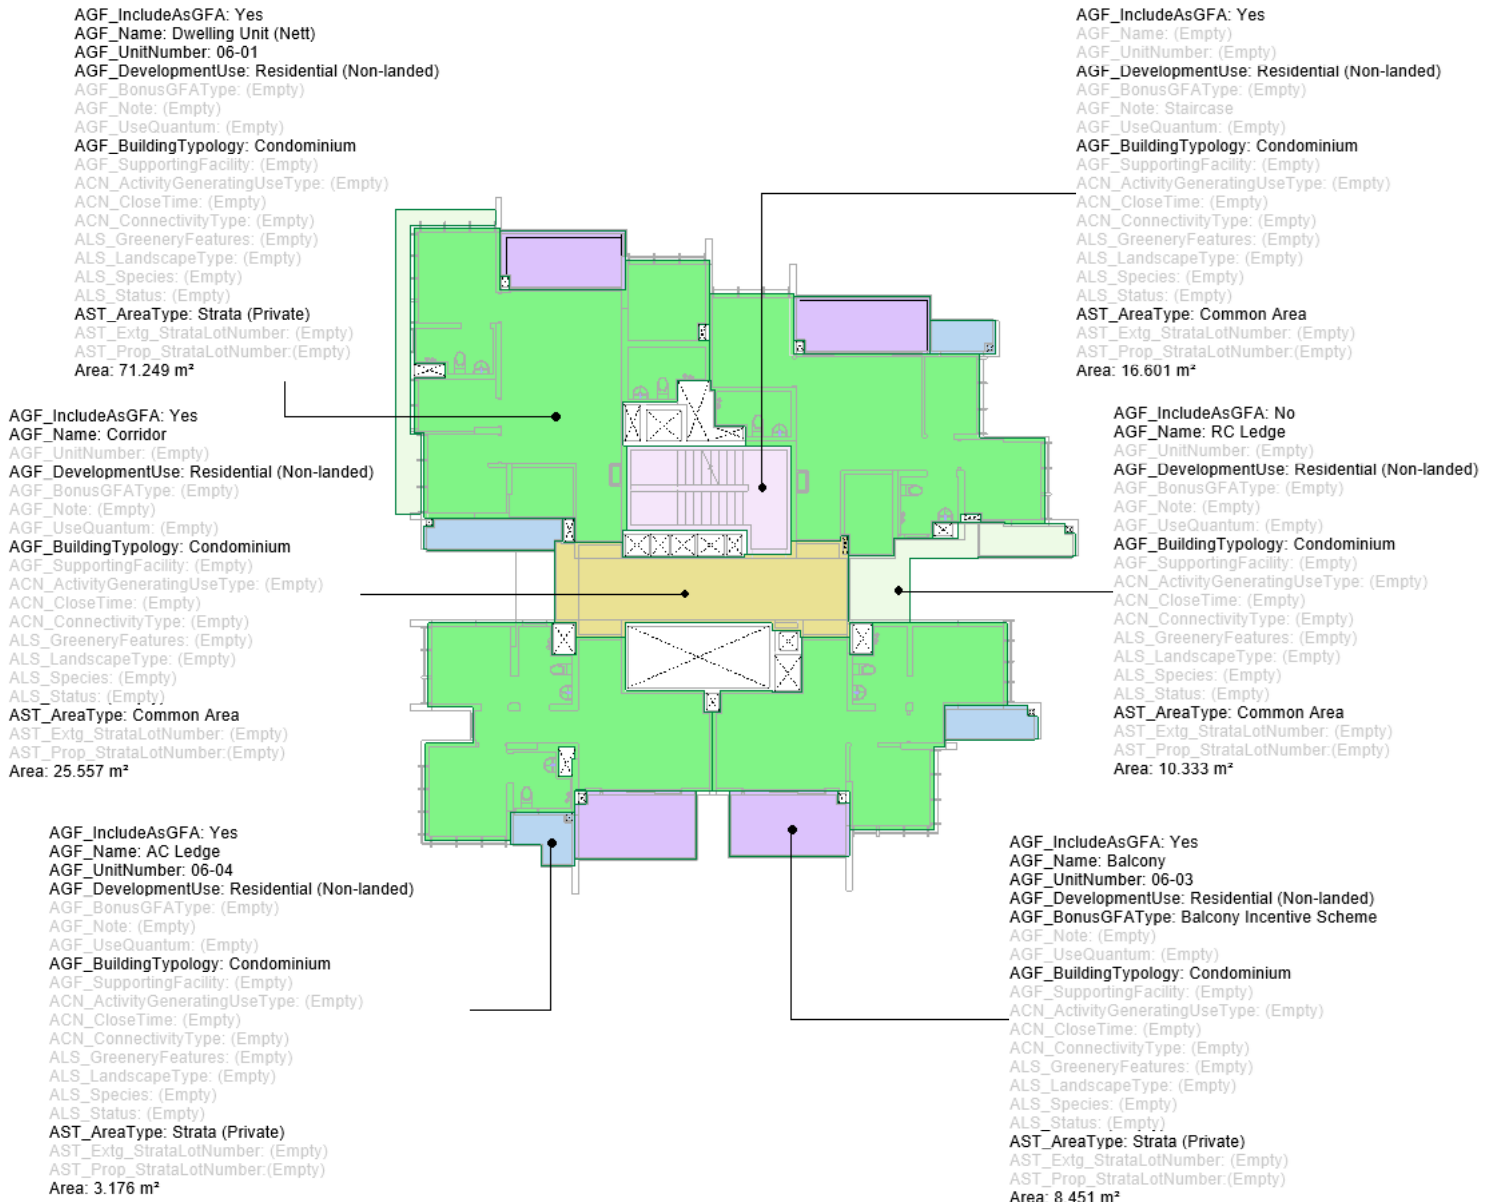 AGF_IncludeAsGFA: Yes
AGF_Name: Dwelling Unit (Nett)
AGF_UnitNumber: 06-01
AGF_DevelopmentUse: Residential (Non-landed)
AGF_BonusGFAType: (Empty)
AGF_Note: (Empty)
AGF_UseQuantum: (Empty)
AGF_BuildingTypology: Condominium
AGF_SupportingFacility: (Empty)
ACN_ActivityGeneratingUseType: (Empty)
ACN_CloseTime: (Empty)
ACN_ConnectivityType: (Empty)
ALS_GreeneryFeatures: (Empty)
ALS_LandscapeType: (Empty)
ALS_Species: (Empty)
ALS_Status: (Empty)
AST_AreaType: Strata (Private)
AST_Extg_StrataLotNumber: (Empty)
AST_Prop_StrataLotNumber:(Empty)
Area: 71.249 m²
AGF_IncludeAsGFA: Yes
AGF_Name: (Empty)
AGF_UnitNumber: (Empty)
AGF_DevelopmentUse: Residential (Non-landed)
AGF_BonusGFAType: (Empty)
AGF_Note: Staircase
AGF_UseQuantum: (Empty)
AGF_BuildingTypology: Condominium
AGF_SupportingFacility: (Empty)
ACN_ActivityGeneratingUseType: (Empty)
ACN_CloseTime: (Empty)
ACN_ConnectivityType: (Empty)
ALS_GreeneryFeatures: (Empty)
ALS_LandscapeType: (Empty)
ALS_Species: (Empty)
ALS_Status: (Empty)
AST_AreaType: Common Area
AST_Extg_StrataLotNumber: (Empty)
AST_Prop_StrataLotNumber:(Empty)
Area: 16.601 m²
AGF_IncludeAsGFA: Yes
AGF_Name: Corridor
AGF_UnitNumber: (Empty)
AGF_DevelopmentUse: Residential (Non-landed)
AGF_BonusGFAType: (Empty)
AGF_Note: (Empty)
AGF_UseQuantum: (Empty)
AGF_BuildingTypology: Condominium
AGF_SupportingFacility: (Empty)
ACN_ActivityGeneratingUseType: (Empty)
ACN_CloseTime: (Empty)
ACN_ConnectivityType: (Empty)
ALS_GreeneryFeatures: (Empty)
ALS_LandscapeType: (Empty)
ALS_Species: (Empty)
ALS_Status: (Empty)
AST_AreaType: Common Area
AST_Extg_StrataLotNumber: (Empty)
AST_Prop_StrataLotNumber:(Empty)
Area: 25.557 m²
AGF_IncludeAsGFA: No
AGF_Name: RC Ledge
AGF_UnitNumber: (Empty)
AGF_DevelopmentUse: Residential (Non-landed)
AGF_BonusGFAType: (Empty)
AGF_Note: (Empty)
AGF_UseQuantum: (Empty)
AGF_BuildingTypology: Condominium
AGF_SupportingFacility: (Empty)
ACN_ActivityGeneratingUseType: (Empty)
ACN_CloseTime: (Empty)
ACN_ConnectivityType: (Empty)
ALS_GreeneryFeatures: (Empty)
ALS_LandscapeType: (Empty)
ALS_Species: (Empty)
ALS_Status: (Empty)
AST_AreaType: Common Area
AST_Extg_StrataLotNumber: (Empty)
AST_Prop_StrataLotNumber:(Empty)
Area: 10.333 m²
AGF_IncludeAsGFA: Yes
AGF_Name: AC Ledge
AGF_UnitNumber: 06-04
AGF_DevelopmentUse: Residential (Non-landed)
AGF_BonusGFAType: (Empty)
AGF_Note: (Empty)
AGF_UseQuantum: (Empty)
AGF_BuildingTypology: Condominium
AGF_SupportingFacility: (Empty)
ACN_ActivityGeneratingUseType: (Empty)
ACN_CloseTime: (Empty)
ACN_ConnectivityType: (Empty)
ALS_GreeneryFeatures: (Empty)
ALS_LandscapeType: (Empty)
ALS_Species: (Empty)
ALS_Status: (Empty)
AST_AreaType: Strata (Private)
AST_Extg_StrataLotNumber: (Empty)
AST_Prop_StrataLotNumber:(Empty)
Area: 3.176 m²
AGF_IncludeAsGFA: Yes
AGF_Name: Balcony
AGF_UnitNumber: 06-03
AGF_DevelopmentUse: Residential (Non-landed)
AGF_BonusGFAType: Balcony Incentive Scheme
AGF_Note: (Empty)
AGF_UseQuantum: (Empty)
AGF_BuildingTypology: Condominium
AGF_SupportingFacility: (Empty)
ACN_ActivityGeneratingUseType: (Empty)
ACN_CloseTime: (Empty)
ACN_ConnectivityType: (Empty)
ALS_GreeneryFeatures: (Empty)
ALS_LandscapeType: (Empty)
ALS_Species: (Empty)
ALS_Status: (Empty)
AST_AreaType: Strata (Private)
AST_Extg_StrataLotNumber: (Empty)
AST_Prop_StrataLotNumber:(Empty)
Area: 8.451 m²